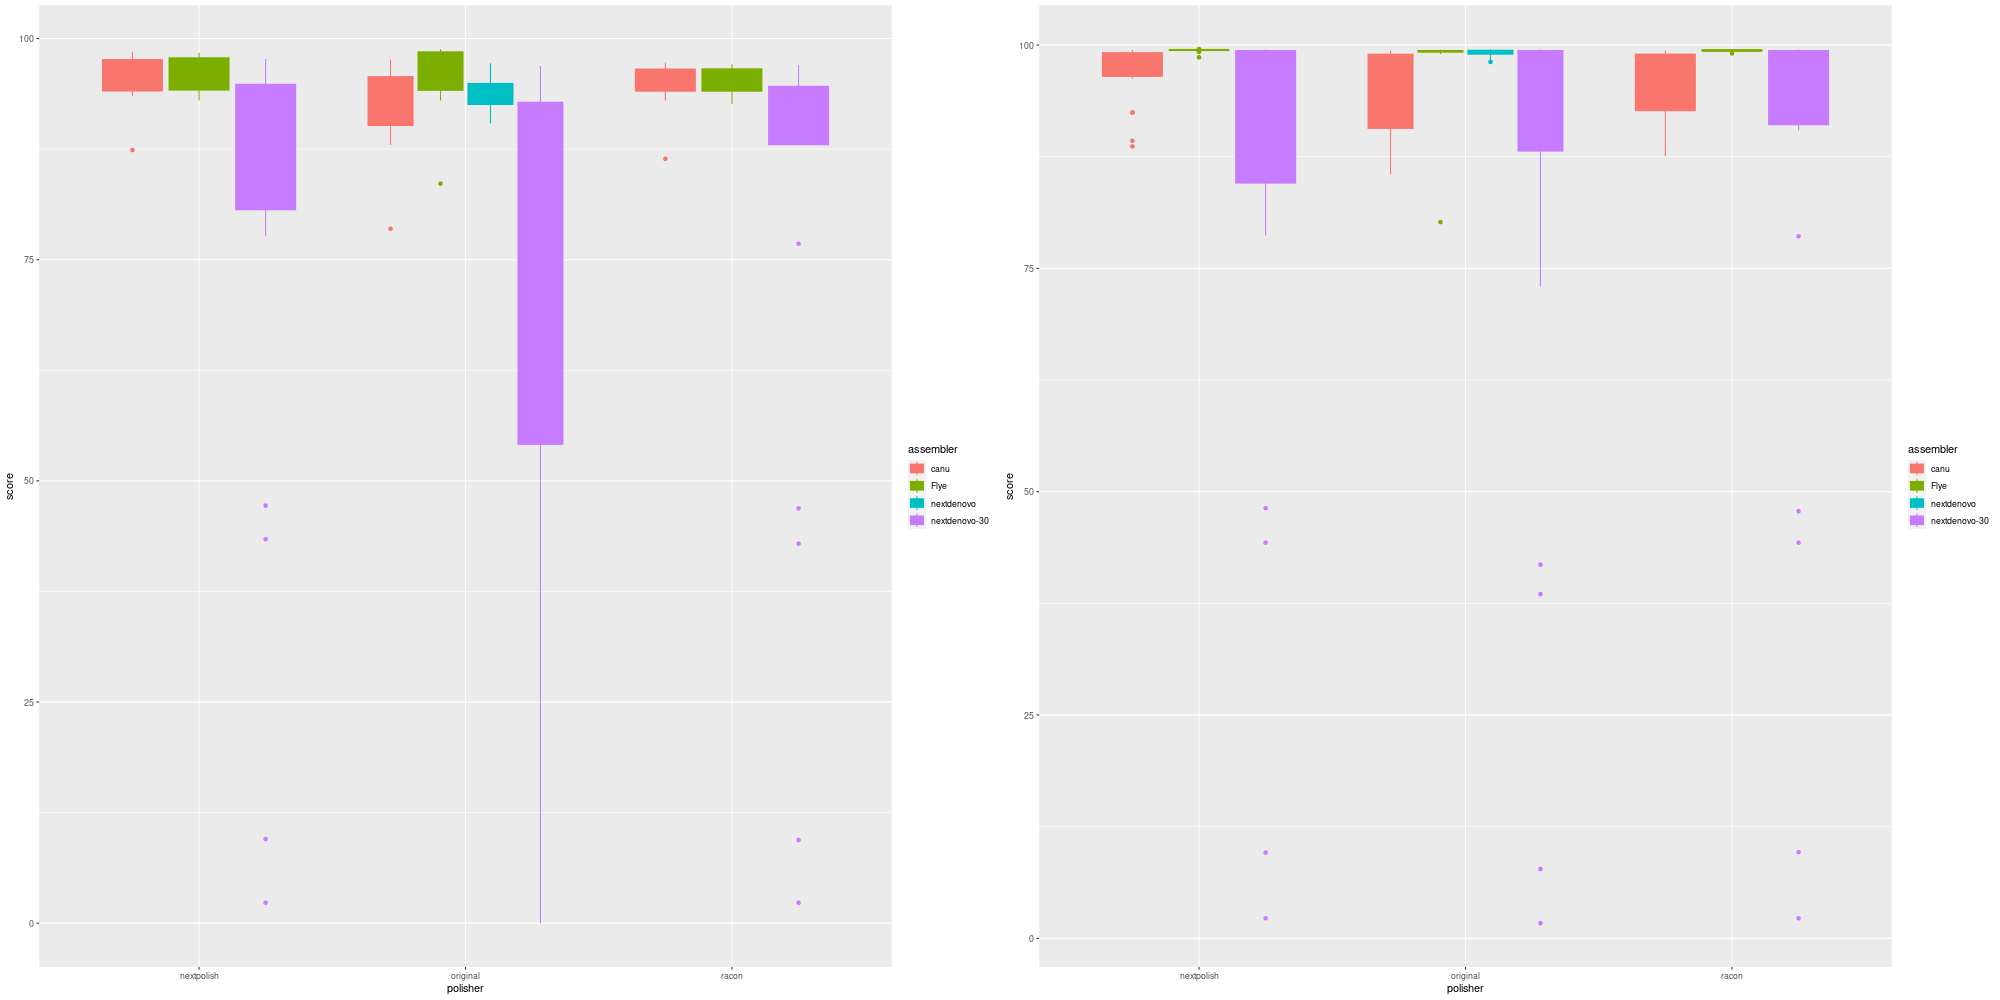 100
75
50
25
0
score
nextpolish
original
racon
polisher
assembler
canu
Flye
nextdenovo
nextdenovo-30
100
75
50
25
0
score
nextpolish
original
racon
polisher
assembler
canu
Flye
nextdenovo
nextdenovo-30